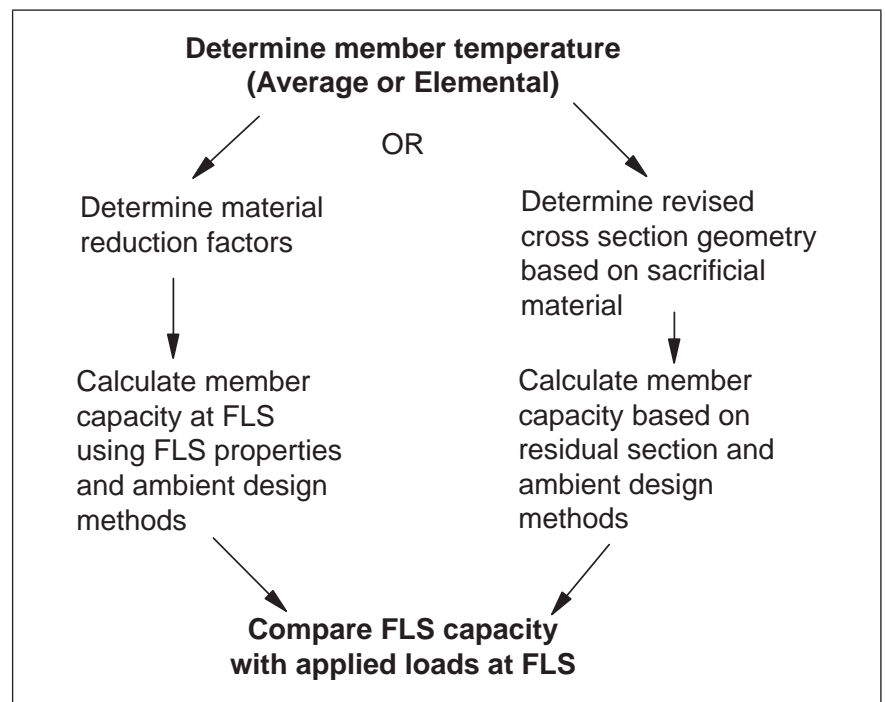 Determine member temperature
(Average or Elemental)
OR
Determine material
reduction factors
Determine revised
cross section geometry
based on sacrificial
material
Calculate member
capacity at FLS
using FLS properties
and ambient design
methods
Calculate member
capacity based on
residual section and
ambient design
methods
Compare FLS capacity
with applied loads at FLS